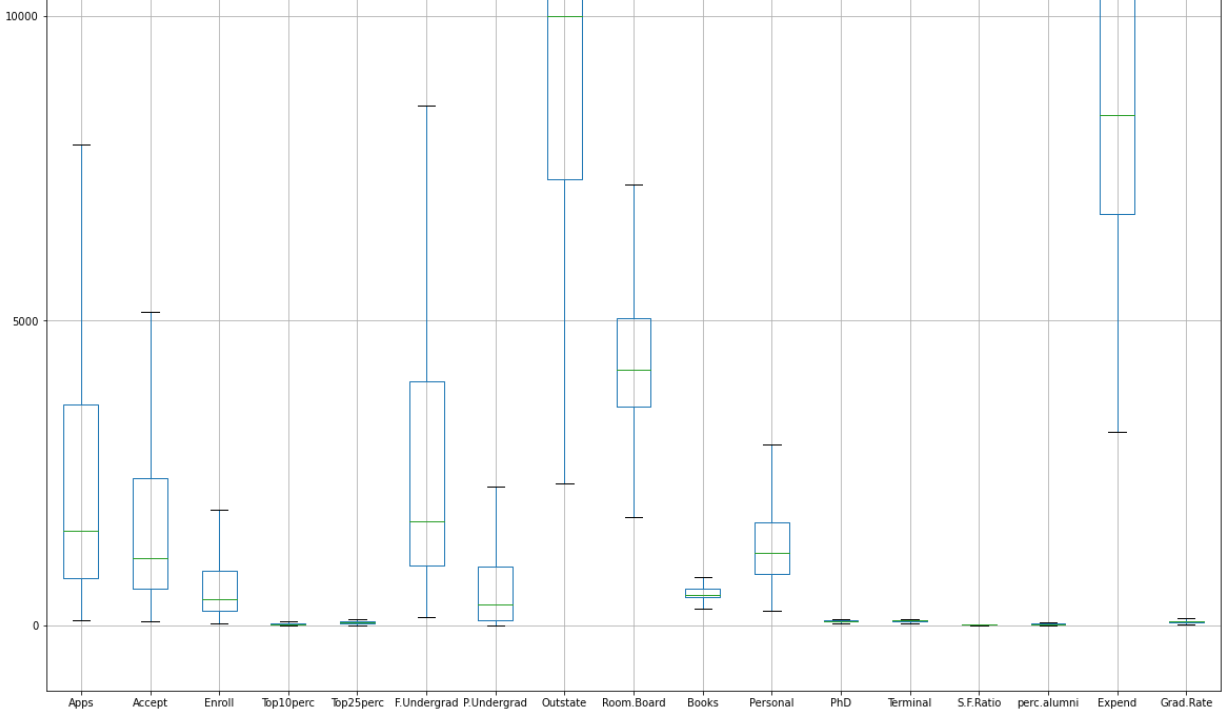 10000
5000
0
Apps Accept Enroll Top10perc Top25perc F.Undergrad P.Undergrad Outstate Room.Board Books Personal PhD Terminal S.F.Ratio perc.alumni Expend Grad.Rate